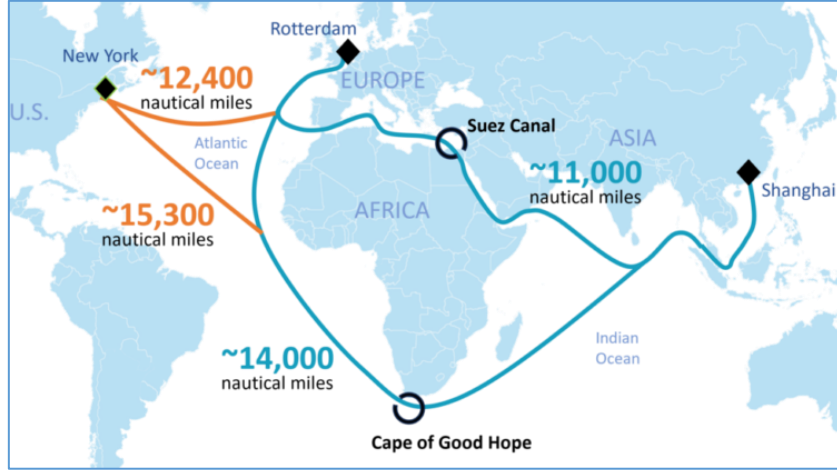 Rotterdam
New York
~12,400
nautical miles
EUROPE
U.S.
Suez Canal
Atlantic
Ocean
ASIA
~11,000
nautical miles
Shanghai
~15,300
nautical miles
AFRICA
~14,000
nautical miles
Indian
Ocean
Cape of Good Hope